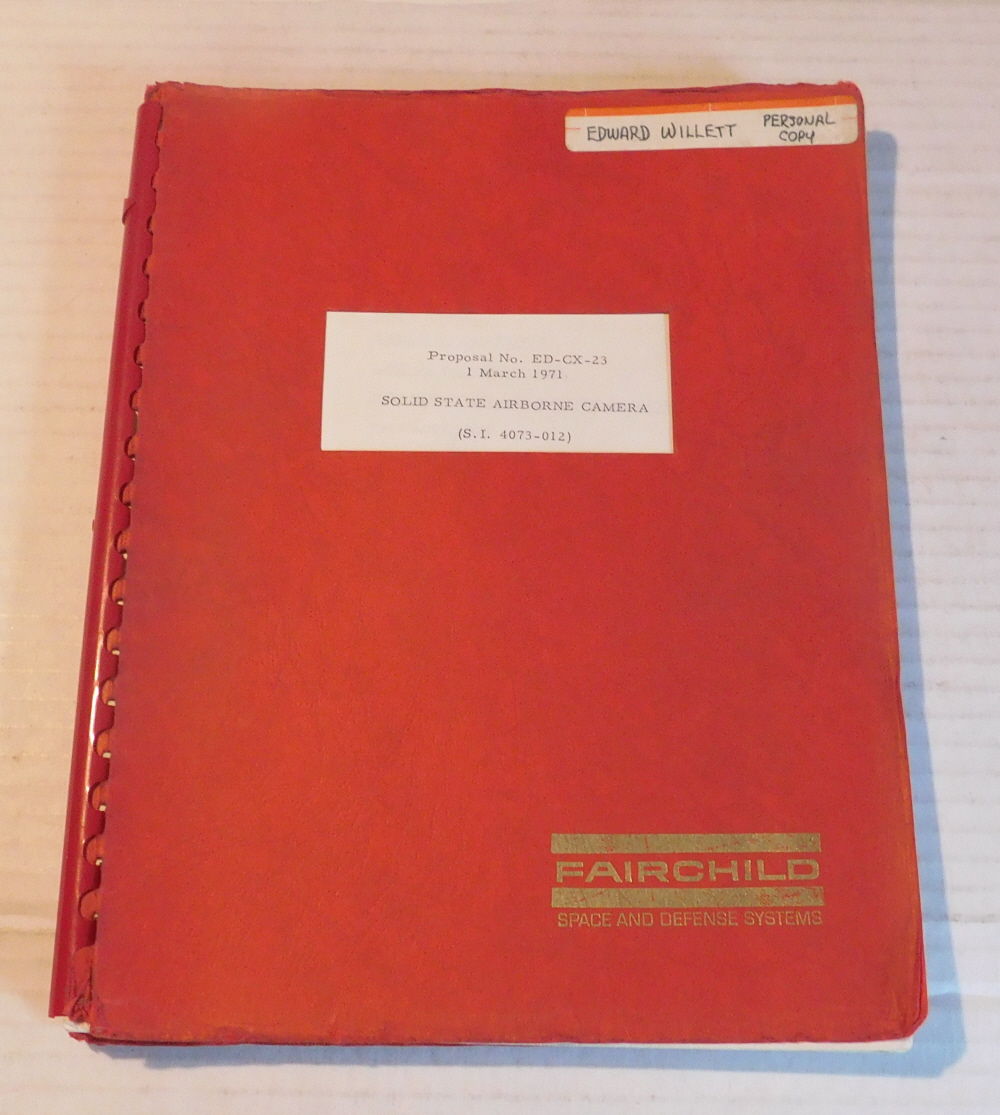 EDWARD WILLETT PERSONAL COPY
Proposal No. ED-CX-23
1 March 1971
SOLID STATE AIRBORNE CAMERA
(S.I. 4073-012)
FAIRCHILD
SPACE AND DEFENSE SYSTEMS